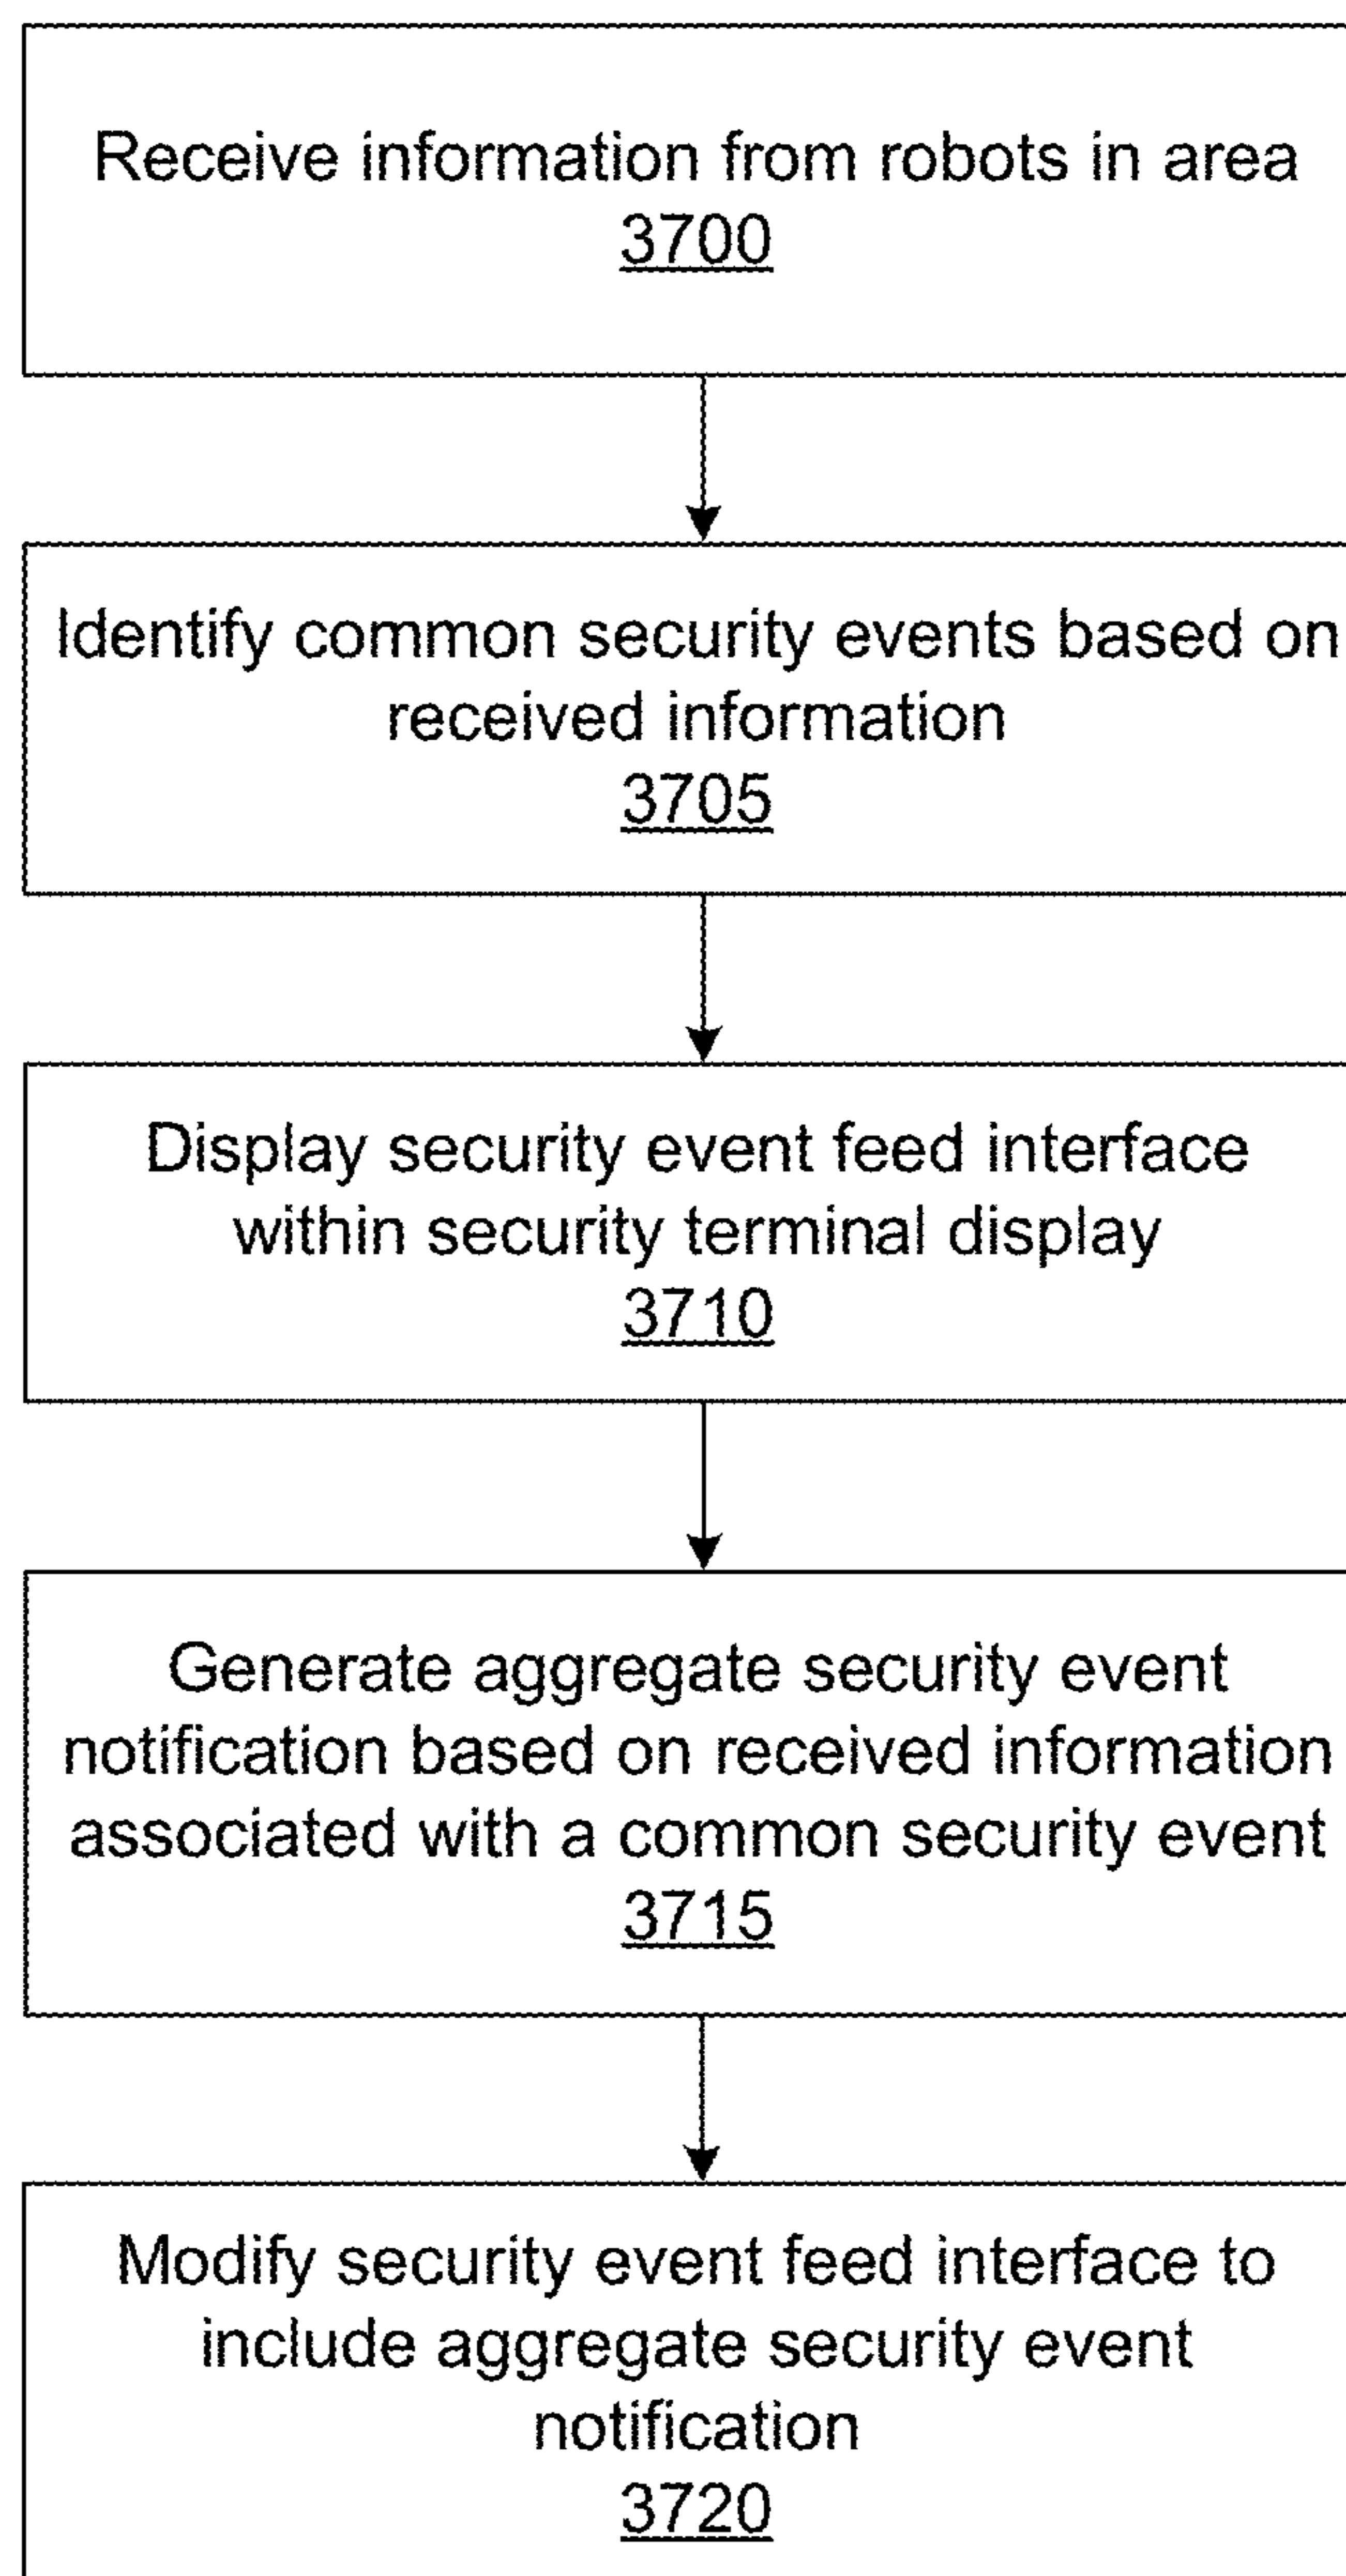 Receive information from robots in area
3700
Identify common security events based on
received information
3705
Display security event feed interface
within security terminal display
3710
Generate aggregate security event
notification based on received information
associated with a common security event
3715
Modify security event feed interface to
include aggregate security event
notification
3720